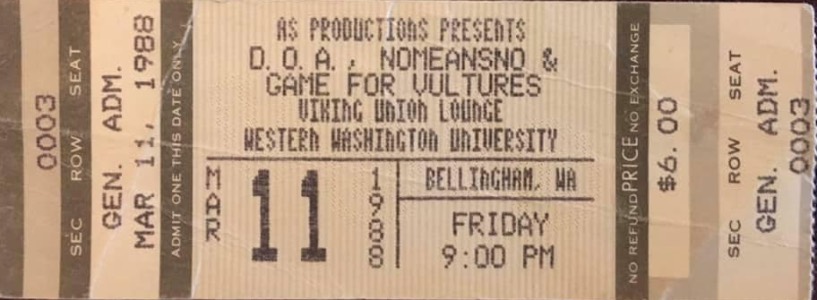 0003
SEC ROW SEAT
GEN. ADM.
MAR 11, 1988
ADMIT ONE THIS DATE ONLY
AS PRODUCTIONS PRESENTS
D. O. A., NOMEANSNO &
GAME FOR VULTURES
VIKING UNION LOUNGE
WESTERN WASHINGTON UNIVERSITY
MAR 11 1988
BELLINGHAM, WA
FRIDAY
9:00 PM
NO REFUND PRICE NO EXCHANGE
$6.00
SEC ROW SEAT
GEN. ADM.
0003